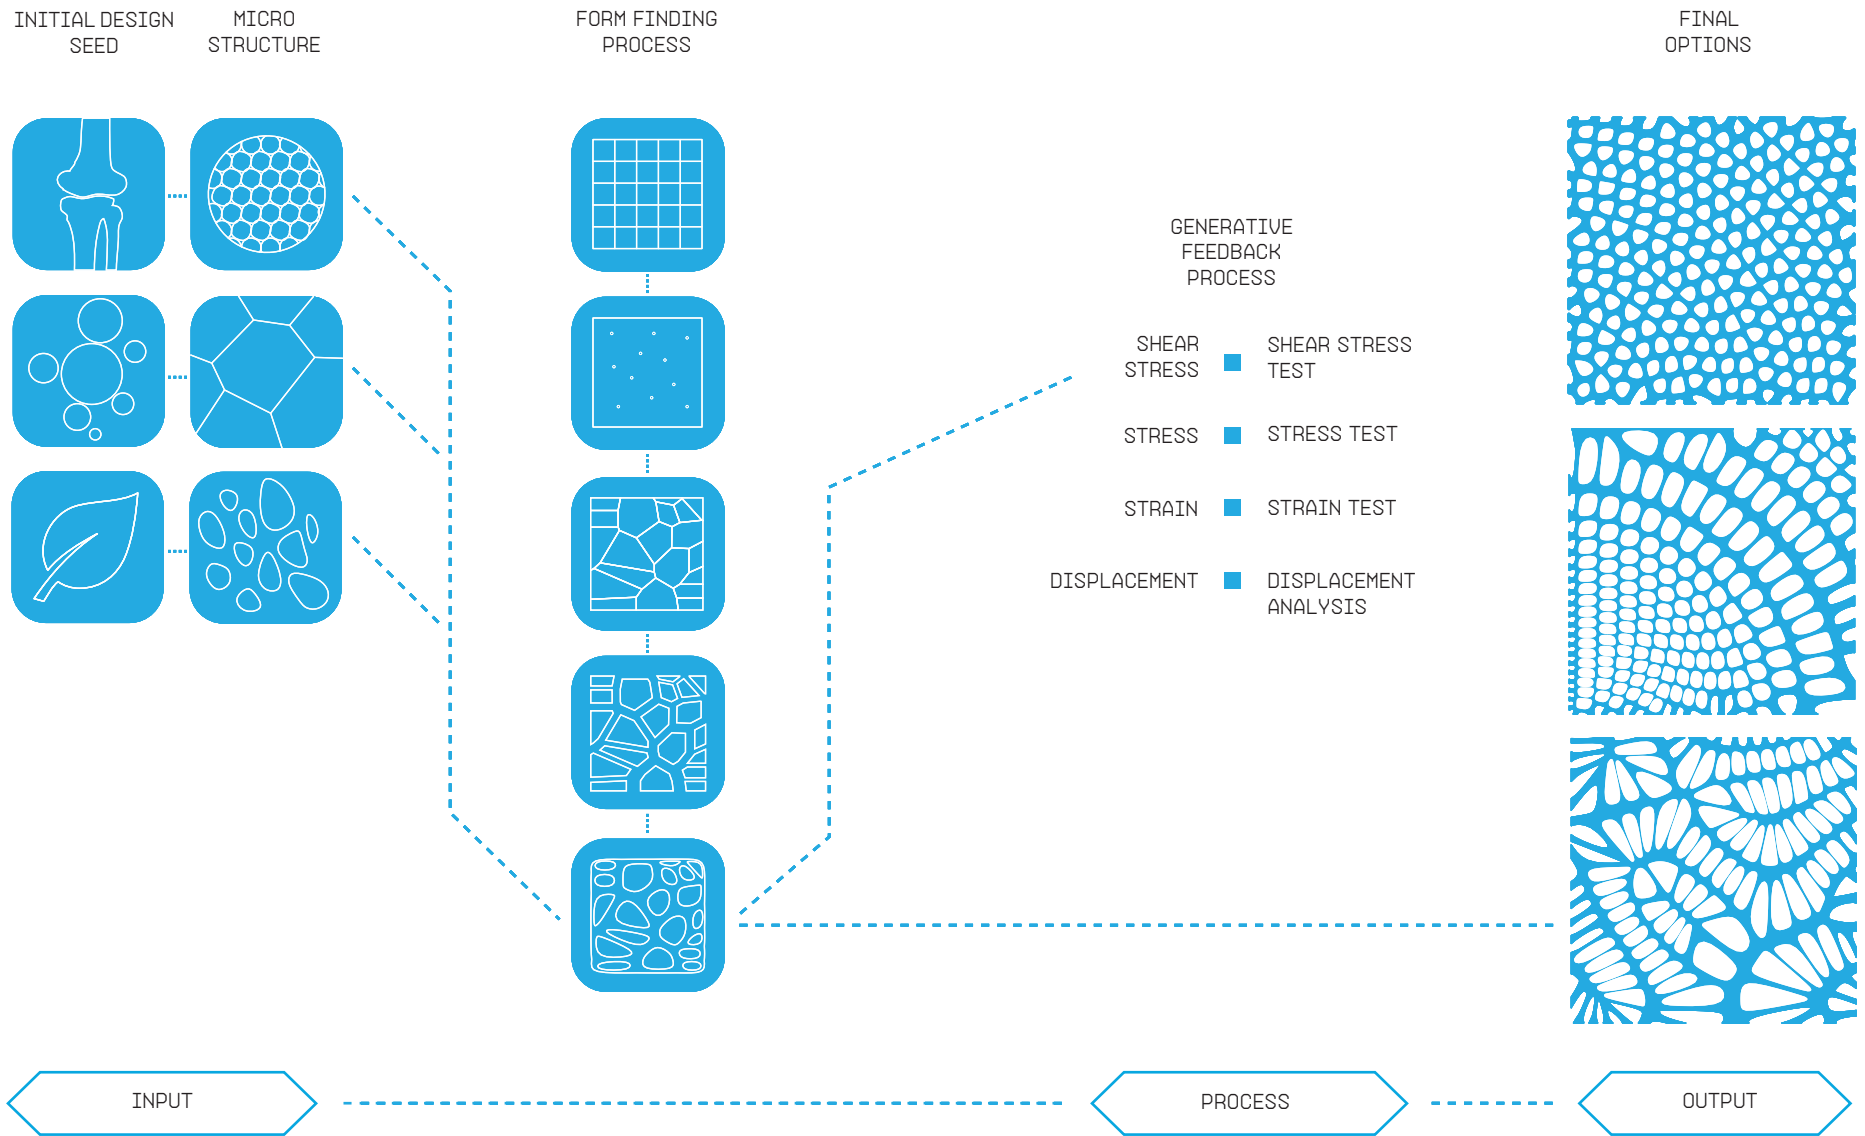 INITIAL DESIGN
SEED
MICRO
STRUCTURE
FORM FINDING
PROCESS
FINAL
OPTIONS
GENERATIVE
FEEDBACK
PROCESS
SHEAR
STRESS
SHEAR STRESS
TEST
STRESS
STRESS TEST
STRAIN
STRAIN TEST
DISPLACEMENT
DISPLACEMENT
ANALYSIS
INPUT
PROCESS
OUTPUT